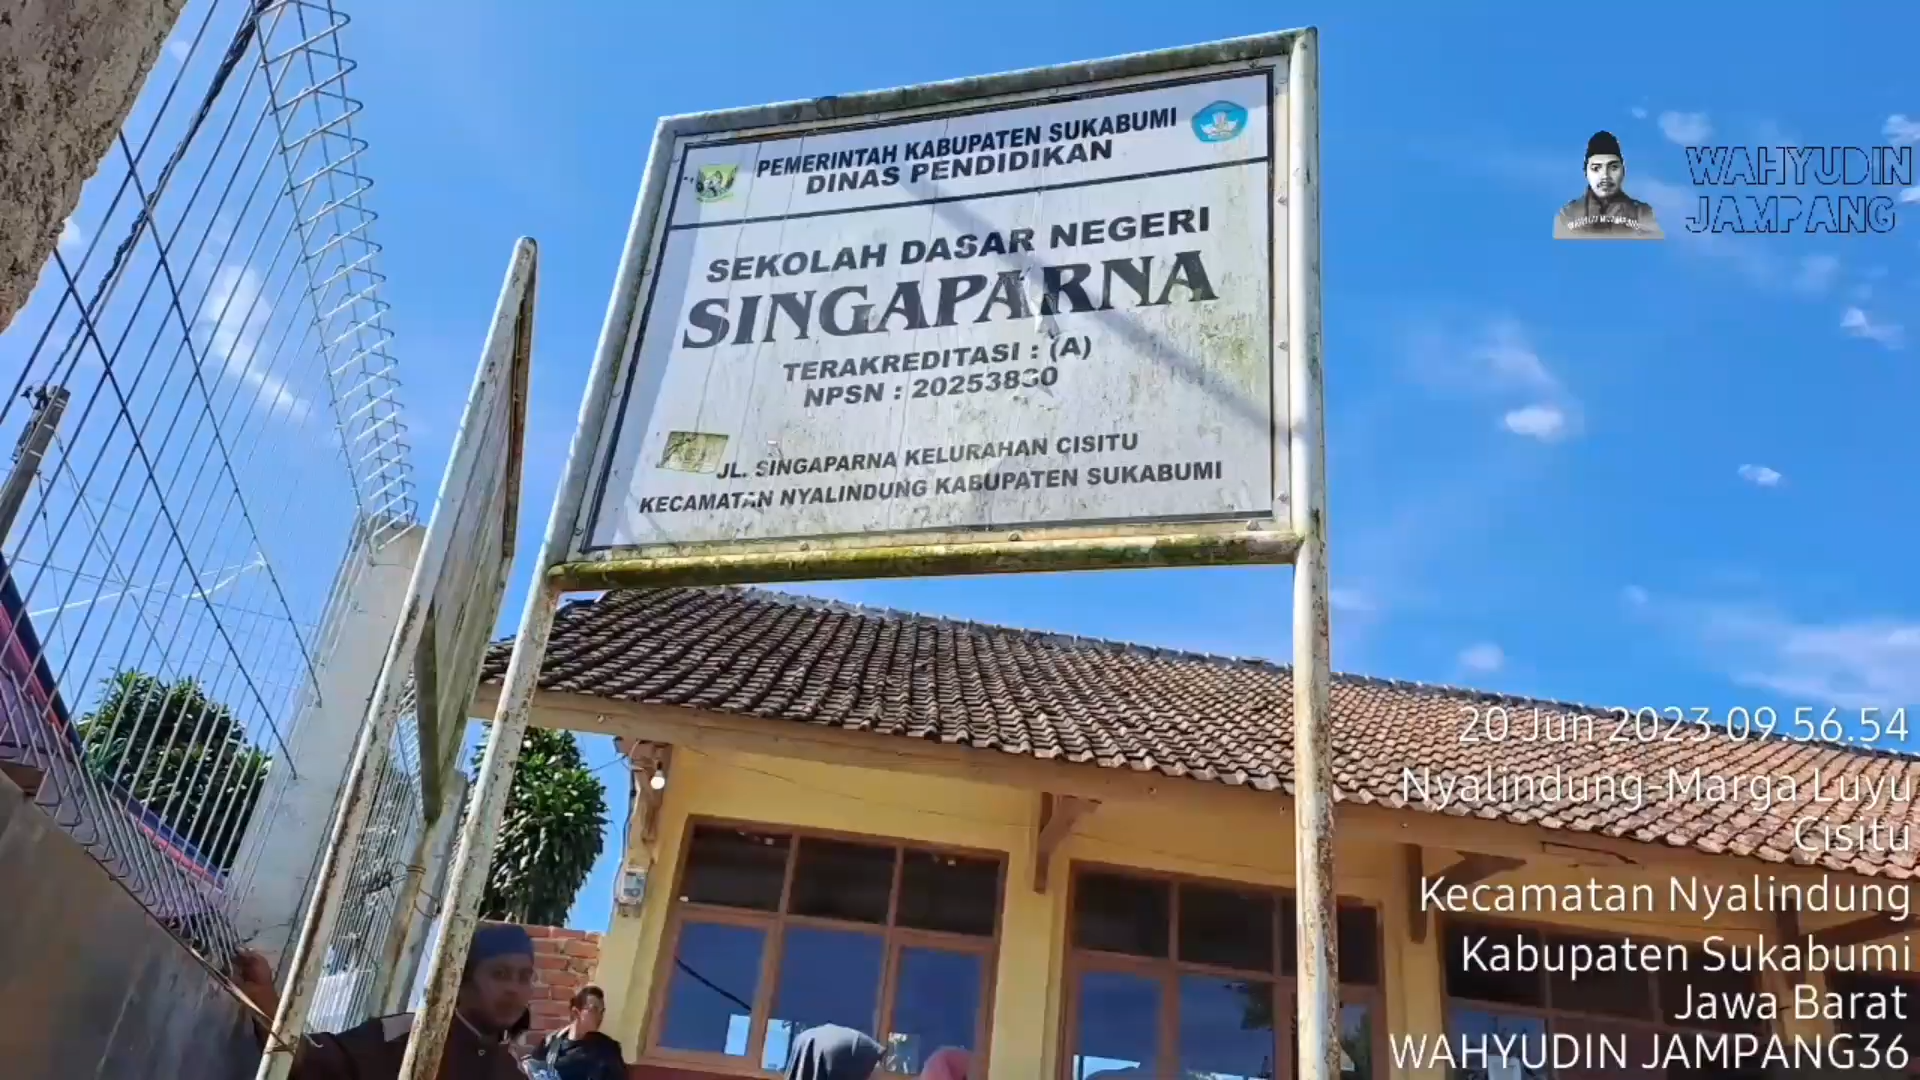 PEMERINTAH KABUPATEN SUKABUMI
DINAS PENDIDIKAN
SEKOLAH DASAR NEGERI
SINGAPARNA
TERAKREDITASI : (A)
NPSN : 20253830
JL. SINGAPARNA KELURAHAN CISITU
KECAMATAN NYALINDUNG KABUPATEN SUKABUMI
WAHYUDIN
JAMPANG
20 Jun 2023 09.56.54
Nyalindung-Marga Luyu
Cisitu
Kecamatan Nyalindung
Kabupaten Sukabumi
Jawa Barat
WAHYUDIN JAMPANG36